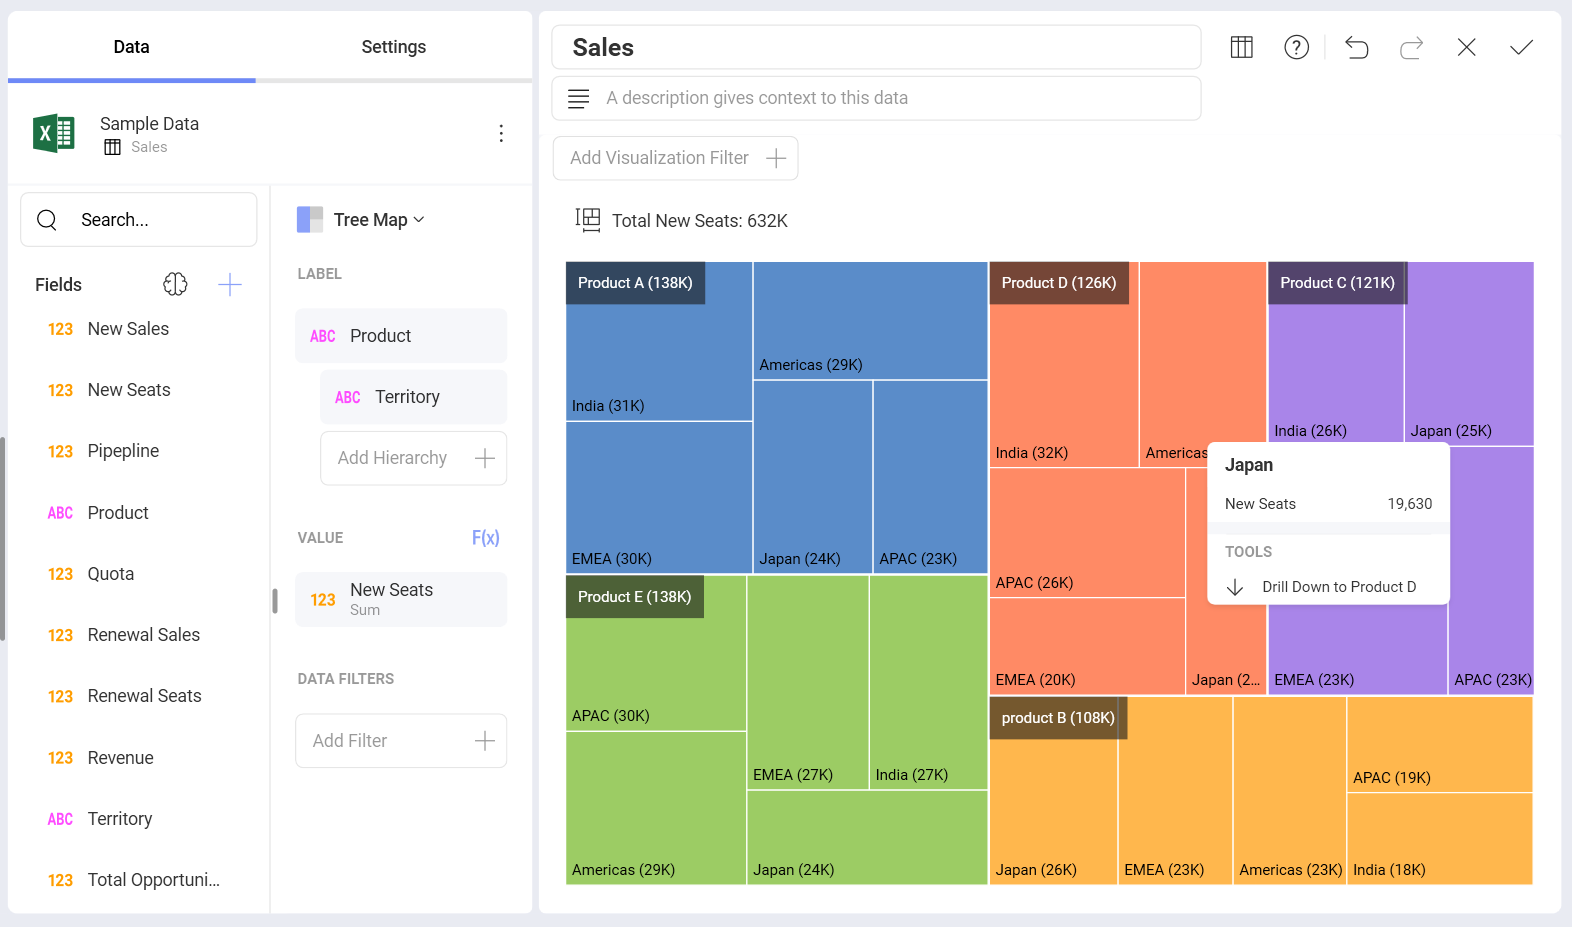 Data
Settings
Sample Data
Sales
Search...
Fields
123 New Sales
123 New Seats
123 Pipepline
ABC Product
123 Quota
123 Renewal Sales
123 Renewal Seats
123 Revenue
ABC Territory
123 Total Opportuni...
Tree Map
LABEL
ABC Product
ABC Territory
Add Hierarchy
VALUE F(x)
123 New Seats
Sum
DATA FILTERS
Add Filter
Sales
A description gives context to this data
Add Visualization Filter
Total New Seats: 632K
Product A (138K)
India (31K)
Americas (29K)
EMEA (30K)
Japan (24K)
APAC (23K)
Product E (138K)
APAC (30K)
Americas (29K)
EMEA (27K)
India (27K)
Japan (24K)
Product D (126K)
India (32K)
Americas
APAC (26K)
EMEA (20K)
Japan (2...
Product C (121K)
India (26K)
Japan (25K)
EMEA (23K)
APAC (23K)
Japan
New Seats 19,630
TOOLS
Drill Down to Product D
product B (108K)
Japan (26K)
EMEA (23K)
Americas (23K)
APAC (19K)
India (18K)